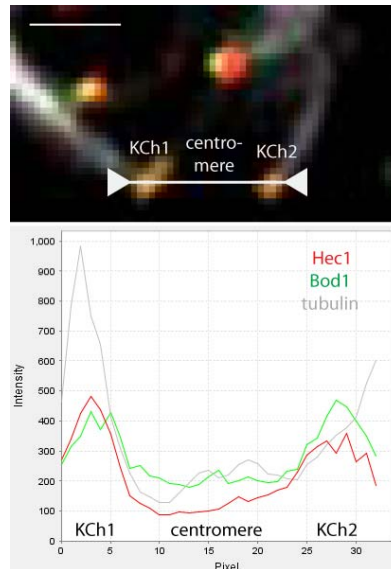 KCh1
centro-
mere
KCh2
Hec1
Bod1
tubulin
1,000
900
800
700
600
500
400
300
200
100
0
Intensity
KCh1
centromere
KCh2
0
5
10
15
20
25
30
Pixel